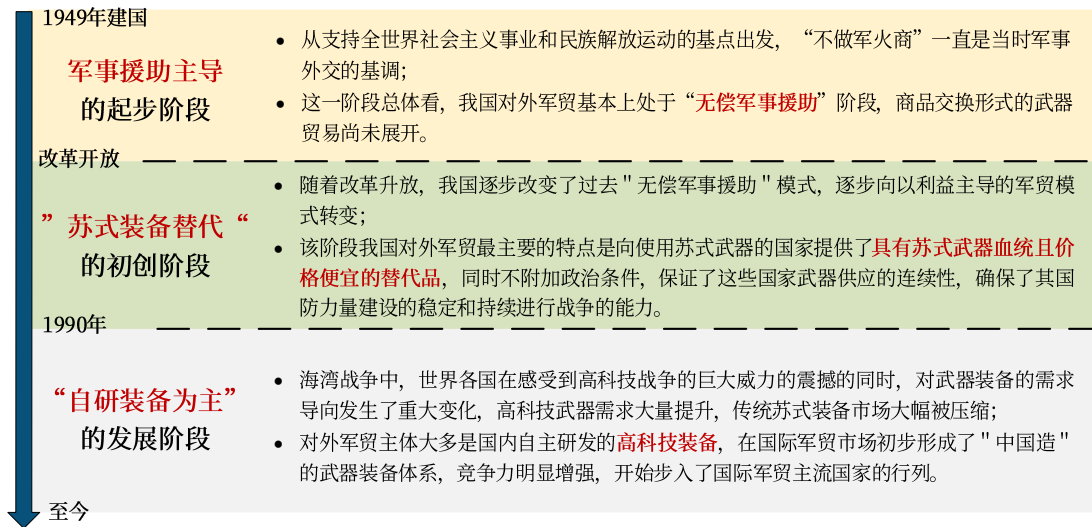 1949年建国
军事援助主导
的起步阶段
• 从支持全世界社会主义事业和民族解放运动的基点出发，“不做军火商”一直是当时军事
外交的基调；
• 这一阶段总体看，我国对外军贸基本上处于“无偿军事援助”阶段，商品交换形式的武器
贸易尚未展开。
改革开放
”苏式装备替代“
的初创阶段
• 随着改革升放，我国逐步改变了过去＂无偿军事援助＂模式，逐步向以利益主导的军贸模
式转变；
• 该阶段我国对外军贸最主要的特点是向使用苏式武器的国家提供了具有苏式武器血统且价
格便宜的替代品，同时不附加政治条件，保证了这些国家武器供应的连续性，确保了其国
防力量建设的稳定和持续进行战争的能力。
1990年
“自研装备为主”
的发展阶段
• 海湾战争中，世界各国在感受到高科技战争的巨大威力的震撼的同时，对武器装备的需求
导向发生了重大变化，高科技武器需求大量提升，传统苏式装备市场大幅被压缩；
• 对外军贸主体大多是国内自主研发的高科技装备，在国际军贸市场初步形成了＂中国造＂
的武器装备体系，竞争力明显增强，开始步入了国际军贸主流国家的行列。
至今